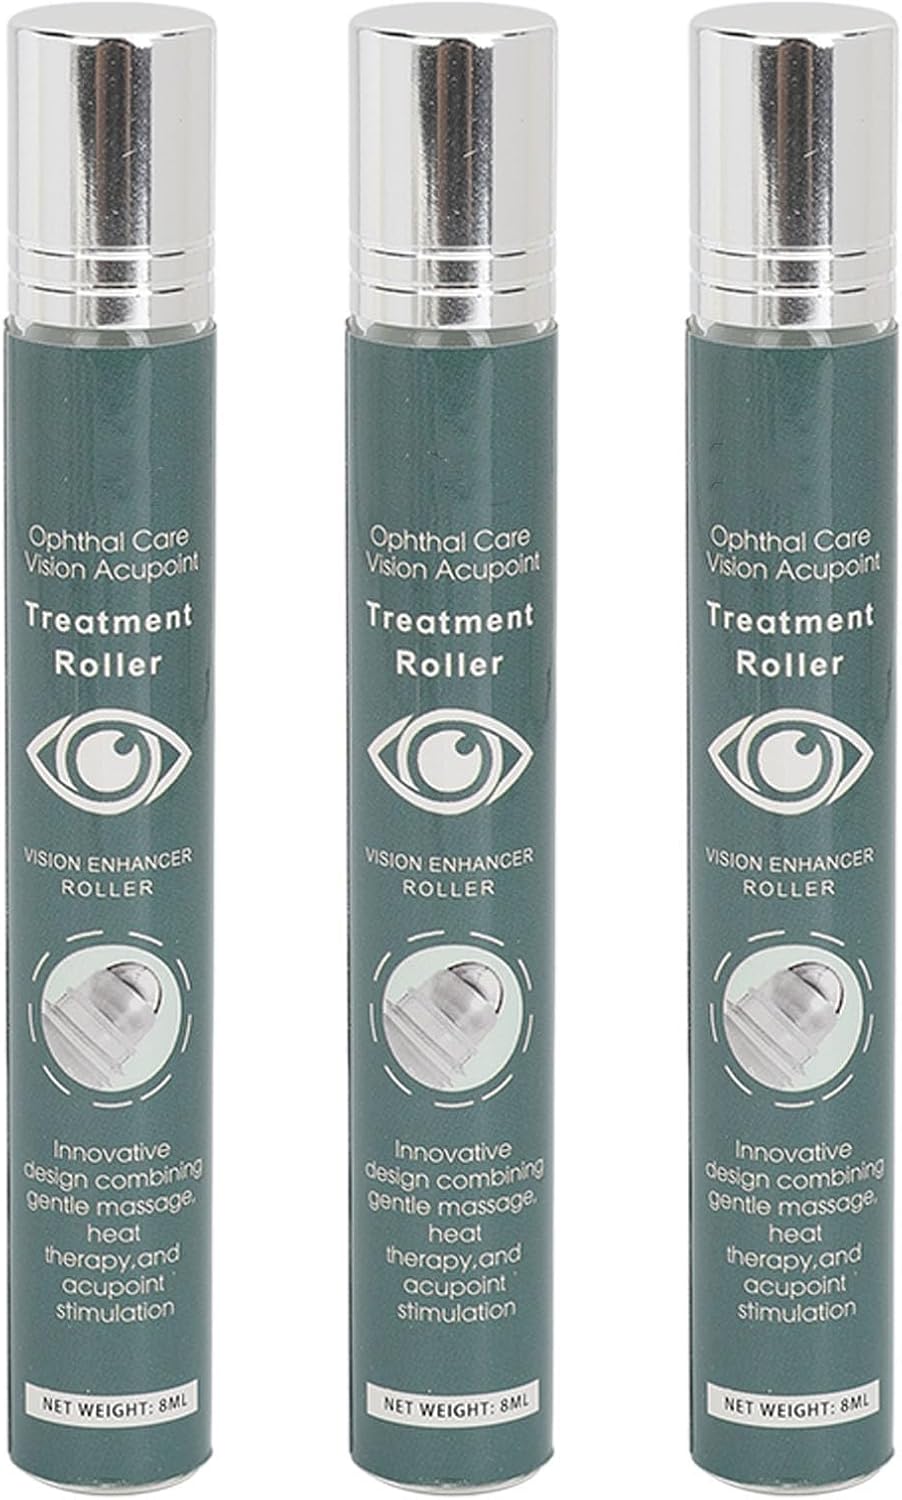 Ophthal Care
Vision Acupoint
Treatment
Roller
VISION ENHANCER
ROLLER
Innovative
design combining
gentle massage,
heat
therapy,and
acupoint
stimulation
NET WEIGHT: 8ML
Ophthal Care
Vision Acupoint
Treatment
Roller
VISION ENHANCER
ROLLER
Innovative
design combining
gentle massage,
heat
therapy,and
acupoint
stimulation
NET WEIGHT: 8ML
Ophthal Care
Vision Acupoint
Treatment
Roller
VISION ENHANCER
ROLLER
Innovative
design combining
gentle massage,
heat
therapy,and
acupoint
stimulation
NET WEIGHT: 8ML